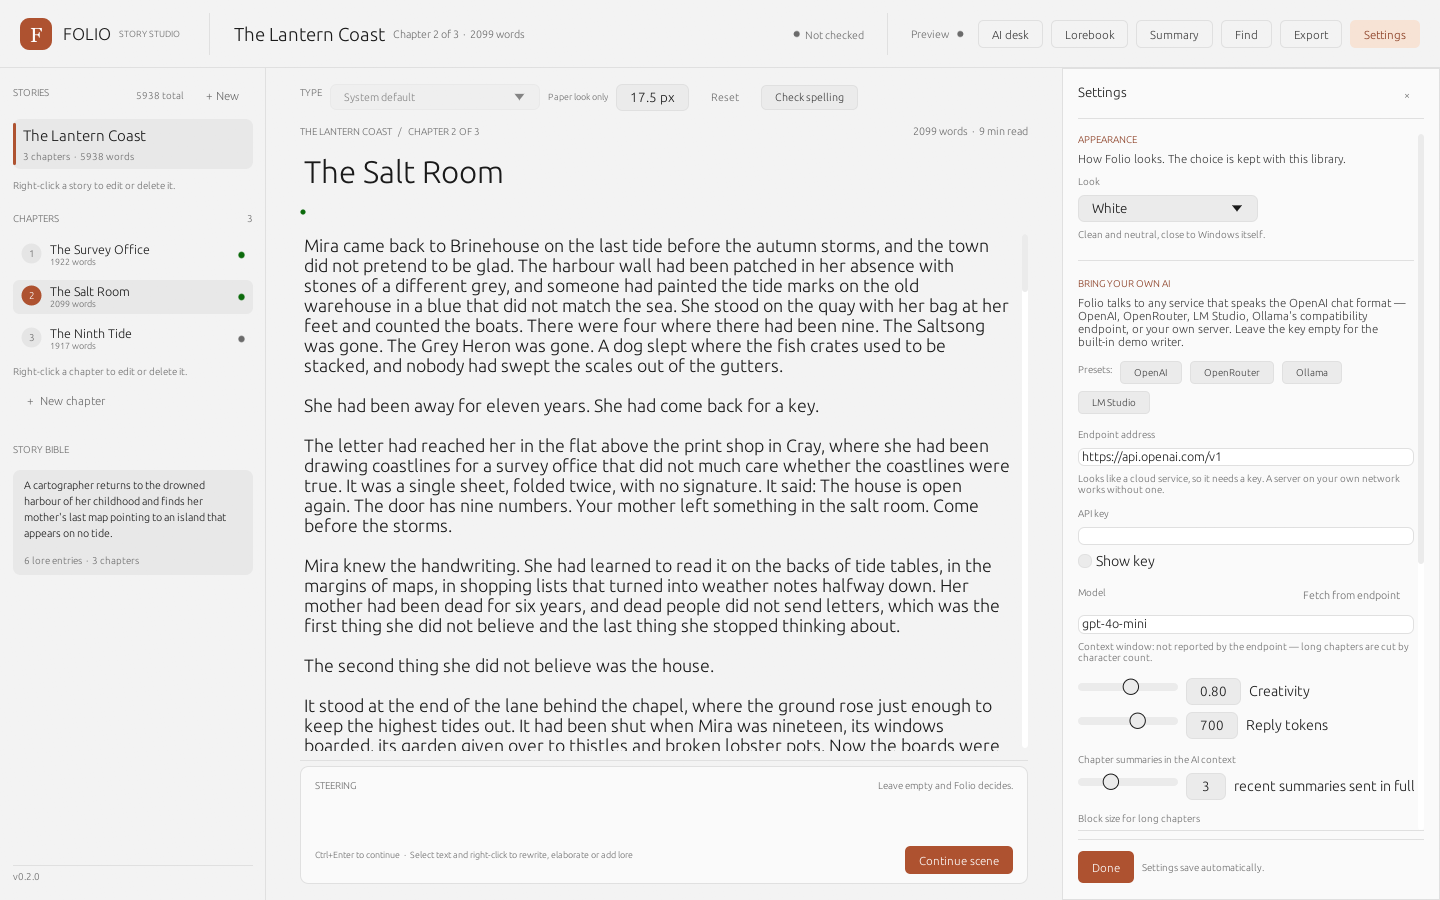 F FOLIO STORY STUDIO
The Lantern Coast Chapter 2 of 3 · 2099 words
Not checked
Preview
AI desk
Lorebook
Summary
Find
Export
Settings
STORIES
5938 total
+ New
The Lantern Coast
3 chapters · 5938 words
Right-click a story to edit or delete it.
CHAPTERS
3
1
The Survey Office
1922 words
2
The Salt Room
2099 words
3
The Ninth Tide
1917 words
Right-click a chapter to edit or delete it.
+ New chapter
STORY BIBLE
A cartographer returns to the drowned
harbour of her childhood and finds her
mother's last map pointing to an island that
appears on no tide.
6 lore entries · 3 chapters
v0.2.0
TYPE
System default
Paper look only
17.5 px
Reset
Check spelling
THE LANTERN COAST / CHAPTER 2 OF 3
2099 words · 9 min read
The Salt Room
Mira came back to Brinehouse on the last tide before the autumn storms, and the town
did not pretend to be glad. The harbour wall had been patched in her absence with
stones of a different grey, and someone had painted the tide marks on the old
warehouse in a blue that did not match the sea. She stood on the quay with her bag at her
feet and counted the boats. There were four where there had been nine. The Saltsong
was gone. The Grey Heron was gone. A dog slept where the fish crates used to be
stacked, and nobody had swept the scales out of the gutters.
She had been away for eleven years. She had come back for a key.
The letter had reached her in the flat above the print shop in Cray, where she had been
drawing coastlines for a survey office that did not much care whether the coastlines were
true. It was a single sheet, folded twice, with no signature. It said: The house is open
again. The door has nine numbers. Your mother left something in the salt room. Come
before the storms.
Mira knew the handwriting. She had learned to read it on the backs of tide tables, in the
margins of maps, in shopping lists that turned into weather notes halfway down. Her
mother had been dead for six years, and dead people did not send letters, which was the
first thing she did not believe and the last thing she stopped thinking about.
The second thing she did not believe was the house.
It stood at the end of the lane behind the chapel, where the ground rose just enough to
keep the highest tides out. It had been shut when Mira was nineteen, its windows
boarded, its garden given over to thistles and broken lobster pots. Now the boards were
STEERING
Leave empty and Folio decides.
Ctrl+Enter to continue · Select text and right-click to rewrite, elaborate or add lore
Continue scene
Settings
×
APPEARANCE
How Folio looks. The choice is kept with this library.
Look
White
Clean and neutral, close to Windows itself.
BRING YOUR OWN AI
Folio talks to any service that speaks the OpenAI chat format —
OpenAI, OpenRouter, LM Studio, Ollama's compatibility
endpoint, or your own server. Leave the key empty for the
built-in demo writer.
Presets:
OpenAI
OpenRouter
Ollama
LM Studio
Endpoint address
https://api.openai.com/v1
Looks like a cloud service, so it needs a key. A server on your own network
works without one.
API key
Show key
Model
Fetch from endpoint
gpt-4o-mini
Context window: not reported by the endpoint — long chapters are cut by
character count.
0.80 Creativity
700 Reply tokens
Chapter summaries in the AI context
3 recent summaries sent in full
Block size for long chapters
Done
Settings save automatically.